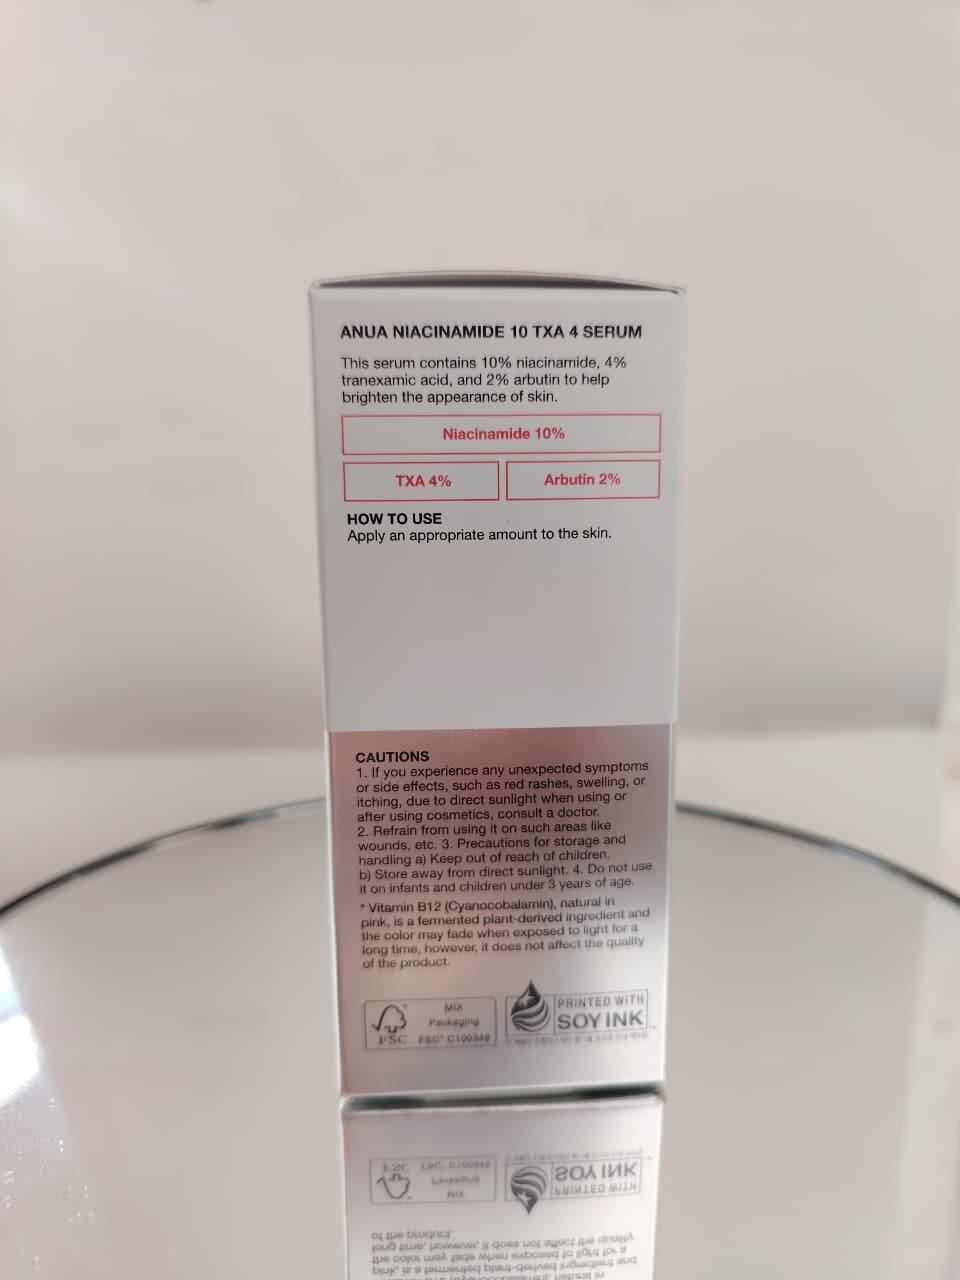 ANUA NIACINAMIDE 10 TXA 4 SERUM
This serum contains 10% niacinamide, 4%
tranexamic acid, and 2% arbutin to help
brighten the appearance of skin.
Niacinamide 10%
TXA 4%
Arbutin 2%
HOW TO USE
Apply an appropriate amount to the skin.
CAUTIONS
1. If you experience any unexpected symptoms
or side effects, such as red rashes, swelling, or
itching, due to direct sunlight when using or
after using cosmetics, consult a doctor.
2. Refrain from using it on such areas like
wounds, etc. 3. Precautions for storage and
handling a) Keep out of reach of children.
b) Store away from direct sunlight. 4. Do not use
it on infants and children under 3 years of age.
* Vitamin B12 (Cyanocobalamin), natural in
pink, is a fermented plant-derived ingredient and
the color may fade when exposed to light for a
long time, however, it does not affect the quality
of the product.
FSC
MIX
Packaging
FSC® C100349
PRINTED WITH
SOY INK